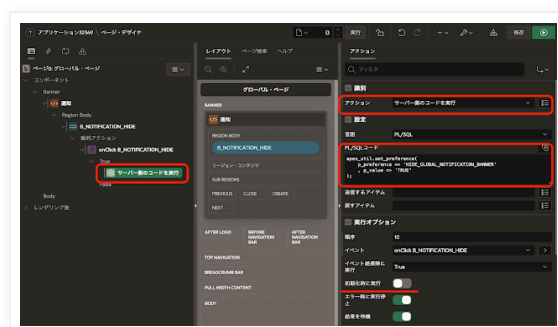 アプリケーション52560 \ ページ・デザイナ
0
実行
保存
ページ0: グローバル・ページ
コンポーネント
Banner
通知
Region Body
B_NOTIFICATION_HIDE
動的アクション
onClick B_NOTIFICATION_HIDE
True
サーバー側のコードを実行
False
Body
レンダリング後
レイアウト
ページ検索
ヘルプ
グローバル・ページ
BANNER
通知
REGION BODY
B_NOTIFICATION_HIDE
リージョン・コンテンツ
SUB REGIONS
PREVIOUS
CLOSE
CREATE
NEXT
AFTER LOGO
BEFORE NAVIGATION BAR
AFTER NAVIGATION BAR
TOP NAVIGATION
BREADCRUMB BAR
FULL WIDTH CONTENT
BODY
アクション
フィルタ
識別
アクション
サーバー側のコードを実行
設定
言語
PL/SQL
PL/SQLコード
apex_util.set_preference(
p_preference => 'HIDE_GLOBAL_NOTIFICATION_BANNER'
, p_value => 'TRUE'
);
送信するアイテム
戻すアイテム
実行オプション
順序
10
イベント
onClick B_NOTIFICATION_HIDE
イベント結果時に実行
True
初期化時に実行
エラー時に実行停止
結果を待機